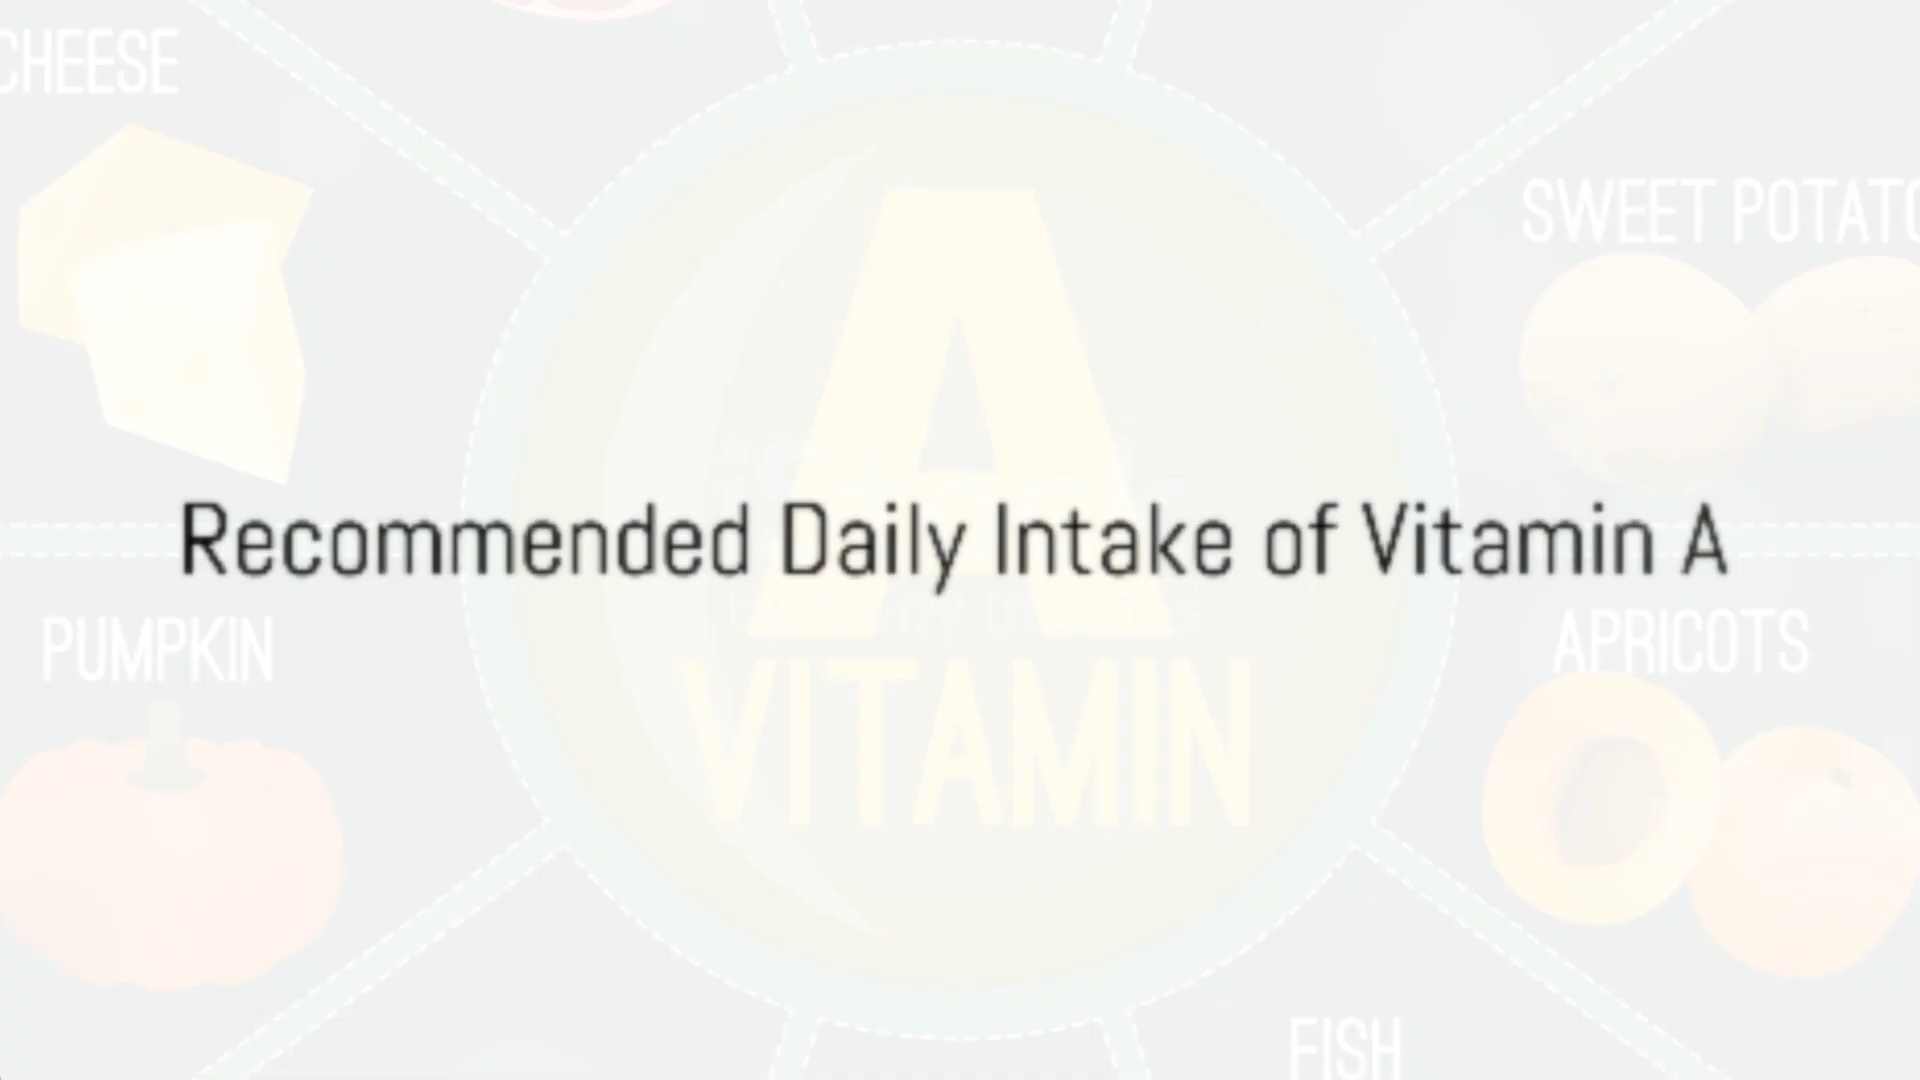 CHEESE
SWEET POTATO
A
Recommended Daily Intake of Vitamin A
PUMPKIN
APRICOTS
VITAMIN
FISH